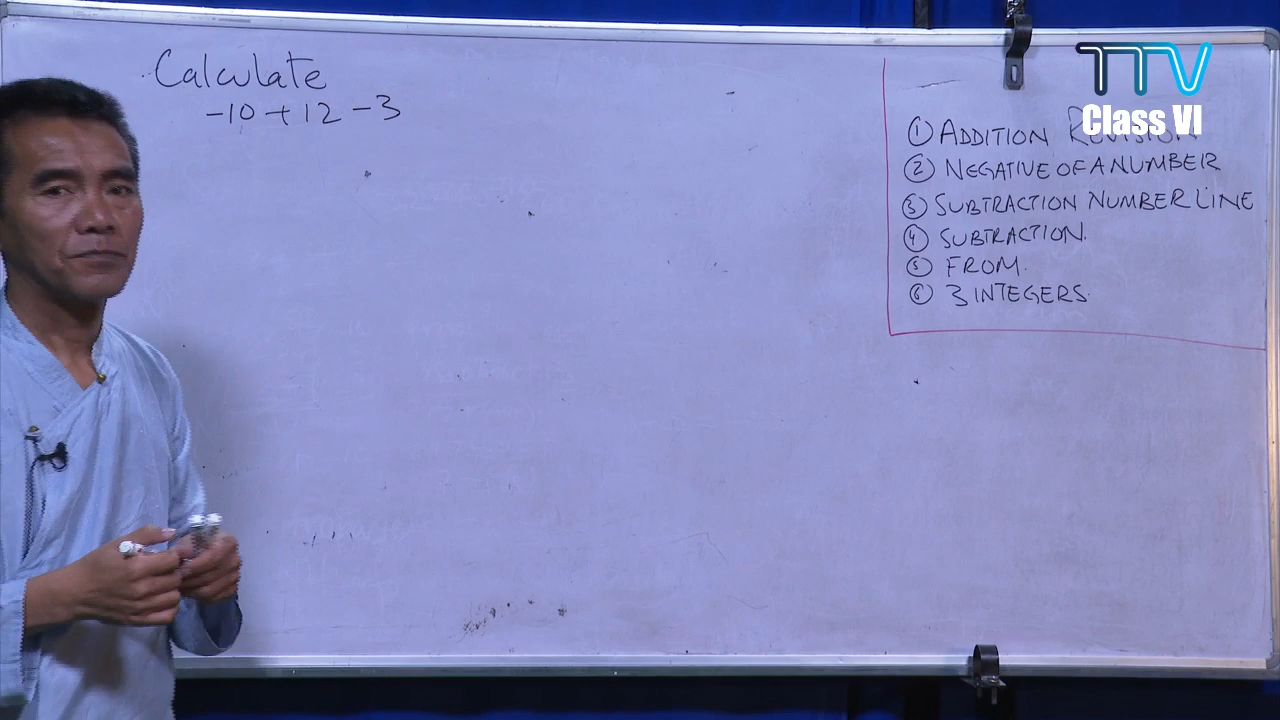 Calculate
-10 + 12 - 3
TTV
Class VI
① ADDITION REVISION
② NEGATIVE OF A NUMBER
③ SUBTRACTION NUMBER LINE
④ SUBTRACTION.
⑤ FROM.
⑥ 3 INTEGERS.